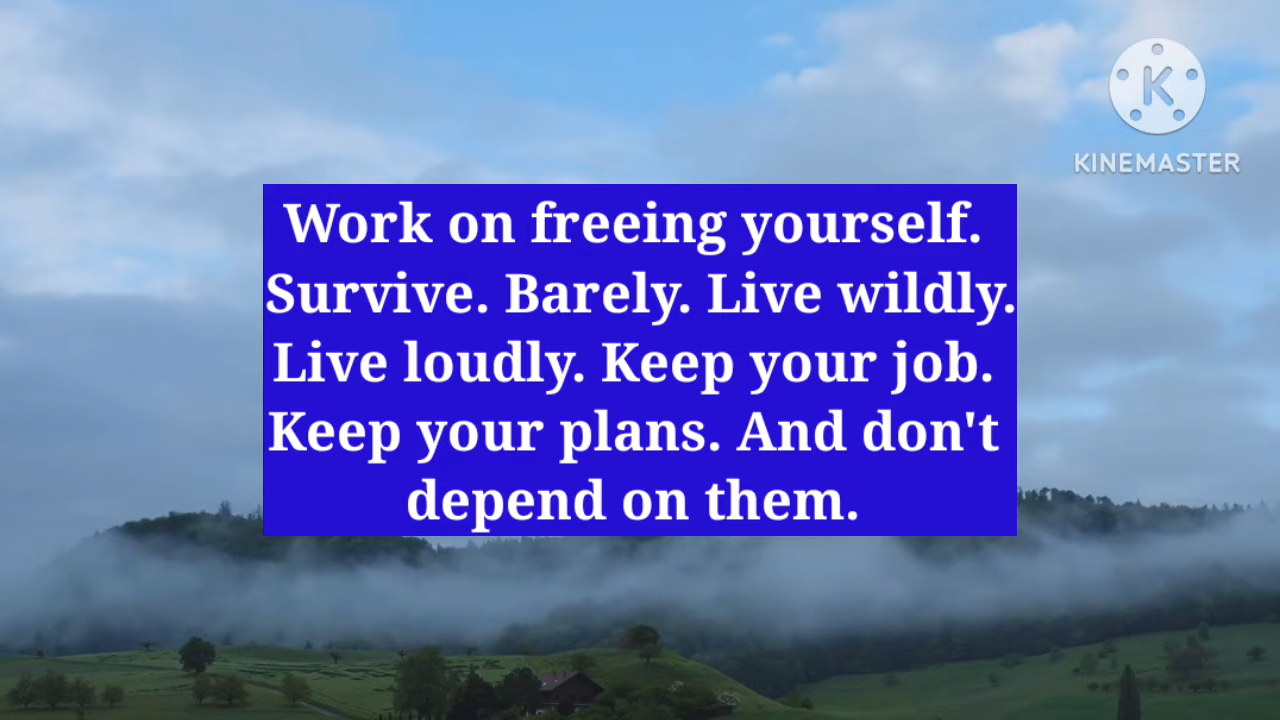 K
KINEMASTER
Work on freeing yourself.
Survive. Barely. Live wildly.
Live loudly. Keep your job.
Keep your plans. And don't
depend on them.